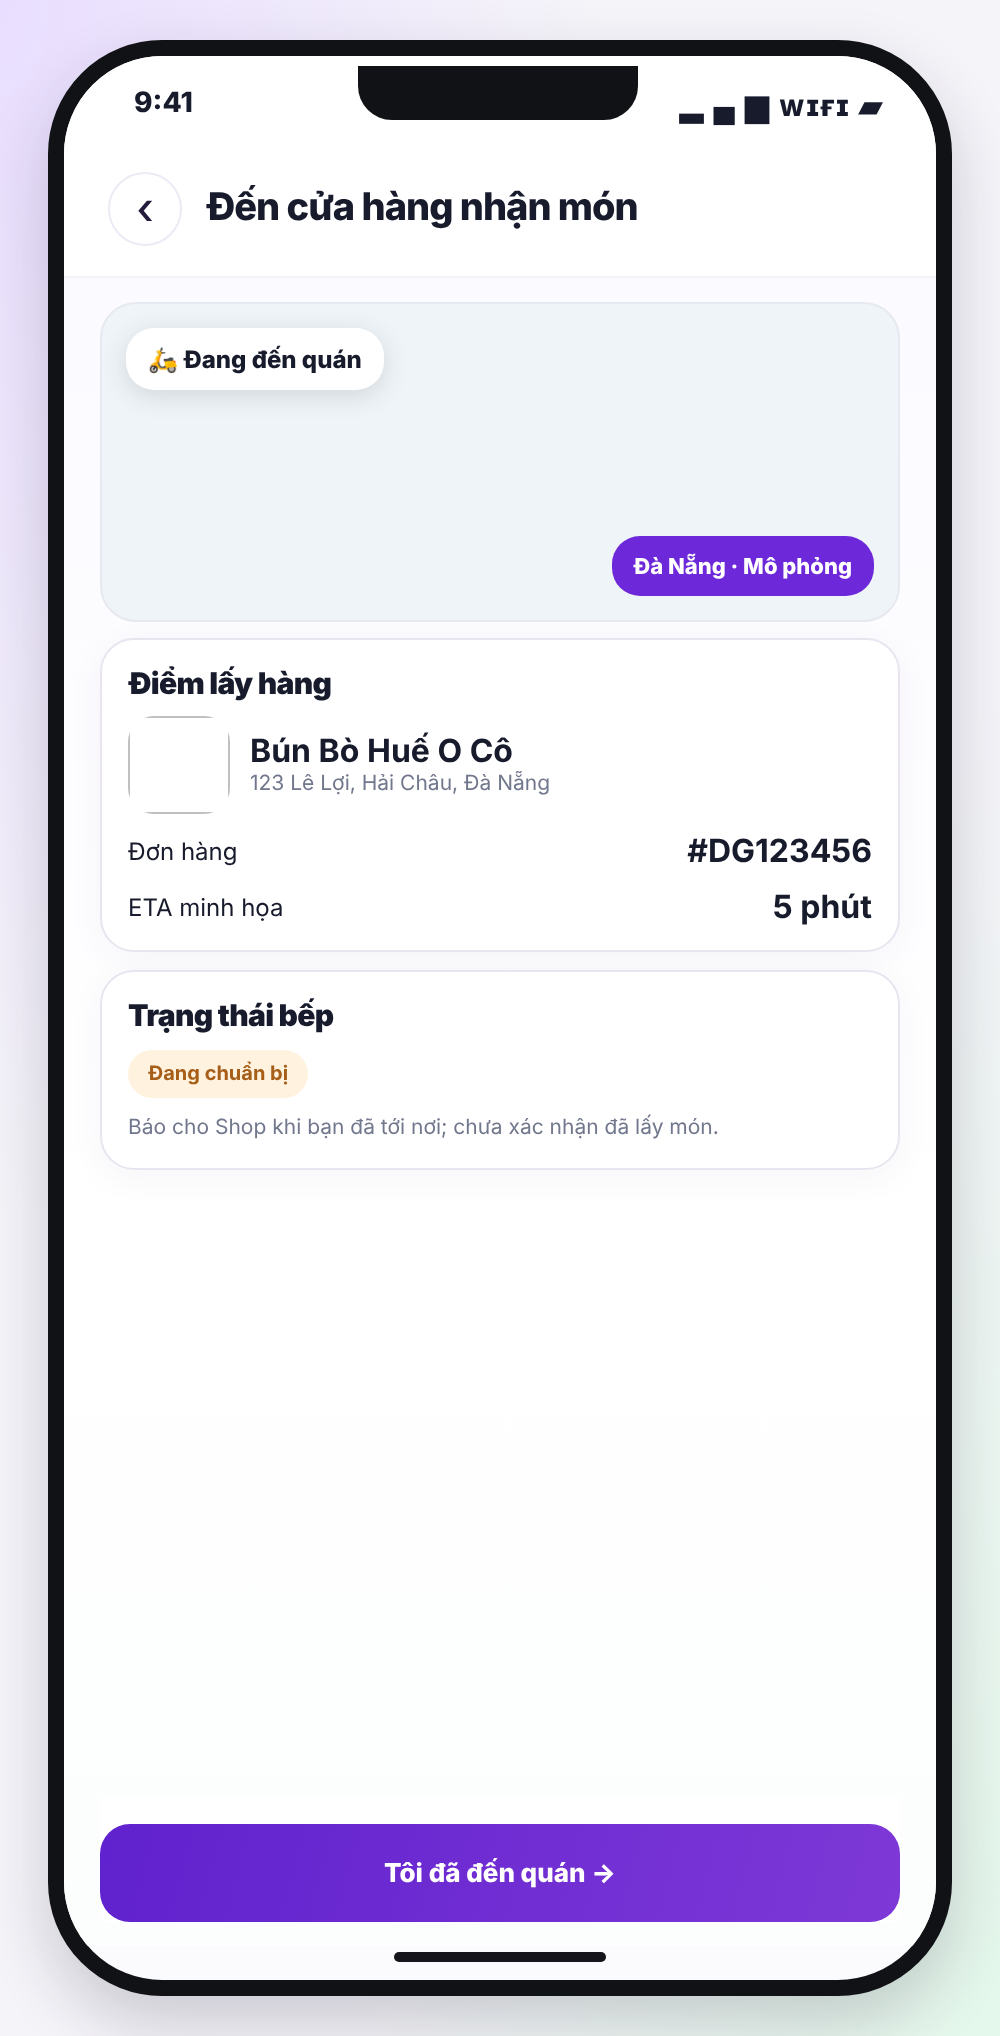 9:41
WIFI
Đến cửa hàng nhận món
🛵 Đang đến quán
Đà Nẵng · Mô phỏng
Điểm lấy hàng
Bún Bò Huế O Cô
123 Lê Lợi, Hải Châu, Đà Nẵng
Đơn hàng #DG123456
ETA minh họa 5 phút
Trạng thái bếp
Đang chuẩn bị
Báo cho Shop khi bạn đã tới nơi; chưa xác nhận đã lấy món.
Tôi đã đến quán →